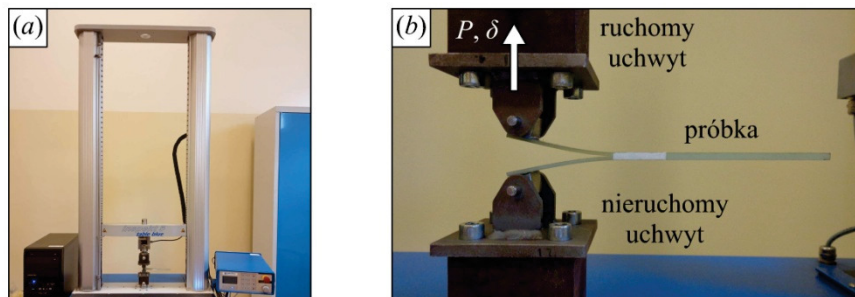 (a)
(b)
P, δ
ruchomy
uchwyt
próbka
nieruchomy
uchwyt